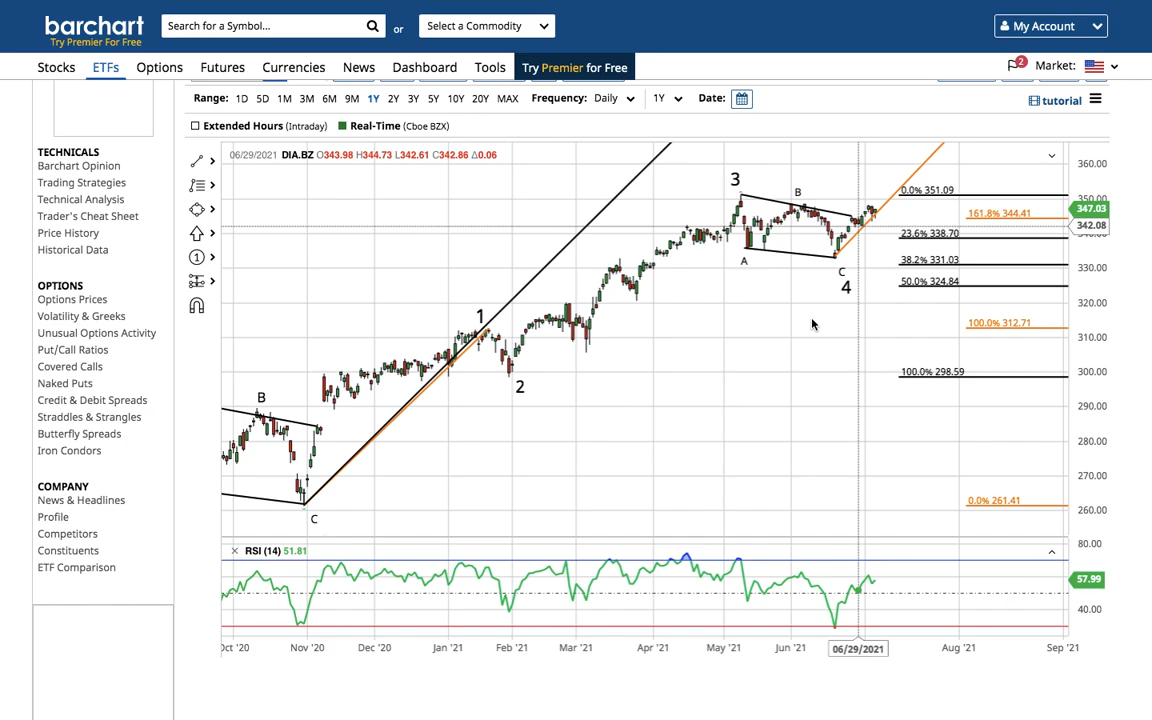 barchart
Try Premier For Free
Search for a Symbol...
or
Select a Commodity
My Account
Stocks ETFs Options Futures Currencies News Dashboard Tools Try Premier for Free
2 Market:
Range: 1D 5D 1M 3M 6M 9M 1Y 2Y 3Y 5Y 10Y 20Y MAX Frequency: Daily 1Y Date:
tutorial
Extended Hours (Intraday) Real-Time (Cboe BZX)
TECHNICALS
Barchart Opinion
Trading Strategies
Technical Analysis
Trader's Cheat Sheet
Price History
Historical Data
OPTIONS
Options Prices
Volatility & Greeks
Unusual Options Activity
Put/Call Ratios
Covered Calls
Naked Puts
Credit & Debit Spreads
Straddles & Strangles
Butterfly Spreads
Iron Condors
COMPANY
News & Headlines
Profile
Competitors
Constituents
ETF Comparison
06/29/2021 DIA.BZ O343.98 H344.73 L342.61 C342.86 Δ0.06
1
3
B
A
C
4
1
2
B
C
0.0% 351.09
161.8% 344.41
23.6% 338.70
38.2% 331.03
50.0% 324.84
100.0% 312.71
100.0% 298.59
0.0% 261.41
360.00
350.00
347.03
342.08
330.00
320.00
310.00
300.00
290.00
280.00
270.00
260.00
RSI (14) 51.81
80.00
57.99
40.00
Oct '20 Nov '20 Dec '20 Jan '21 Feb '21 Mar '21 Apr '21 May '21 Jun '21 06/29/2021 Aug '21 Sep '21